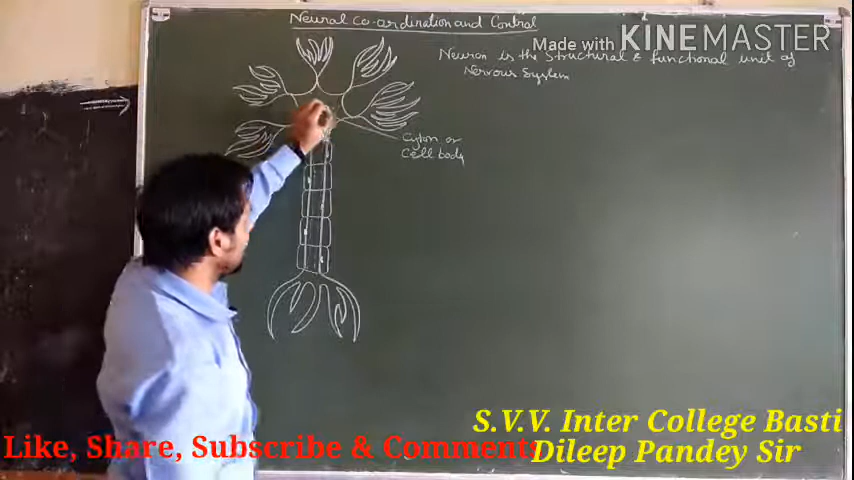 Neural co-ordination and Control
Made with KINEMASTER
Neuron is the structural & functional unit of
Nervous System
Cyton or
Cell body
S.V.V. Inter College Basti
Like, Share, Subscribe & Comments
Dileep Pandey Sir